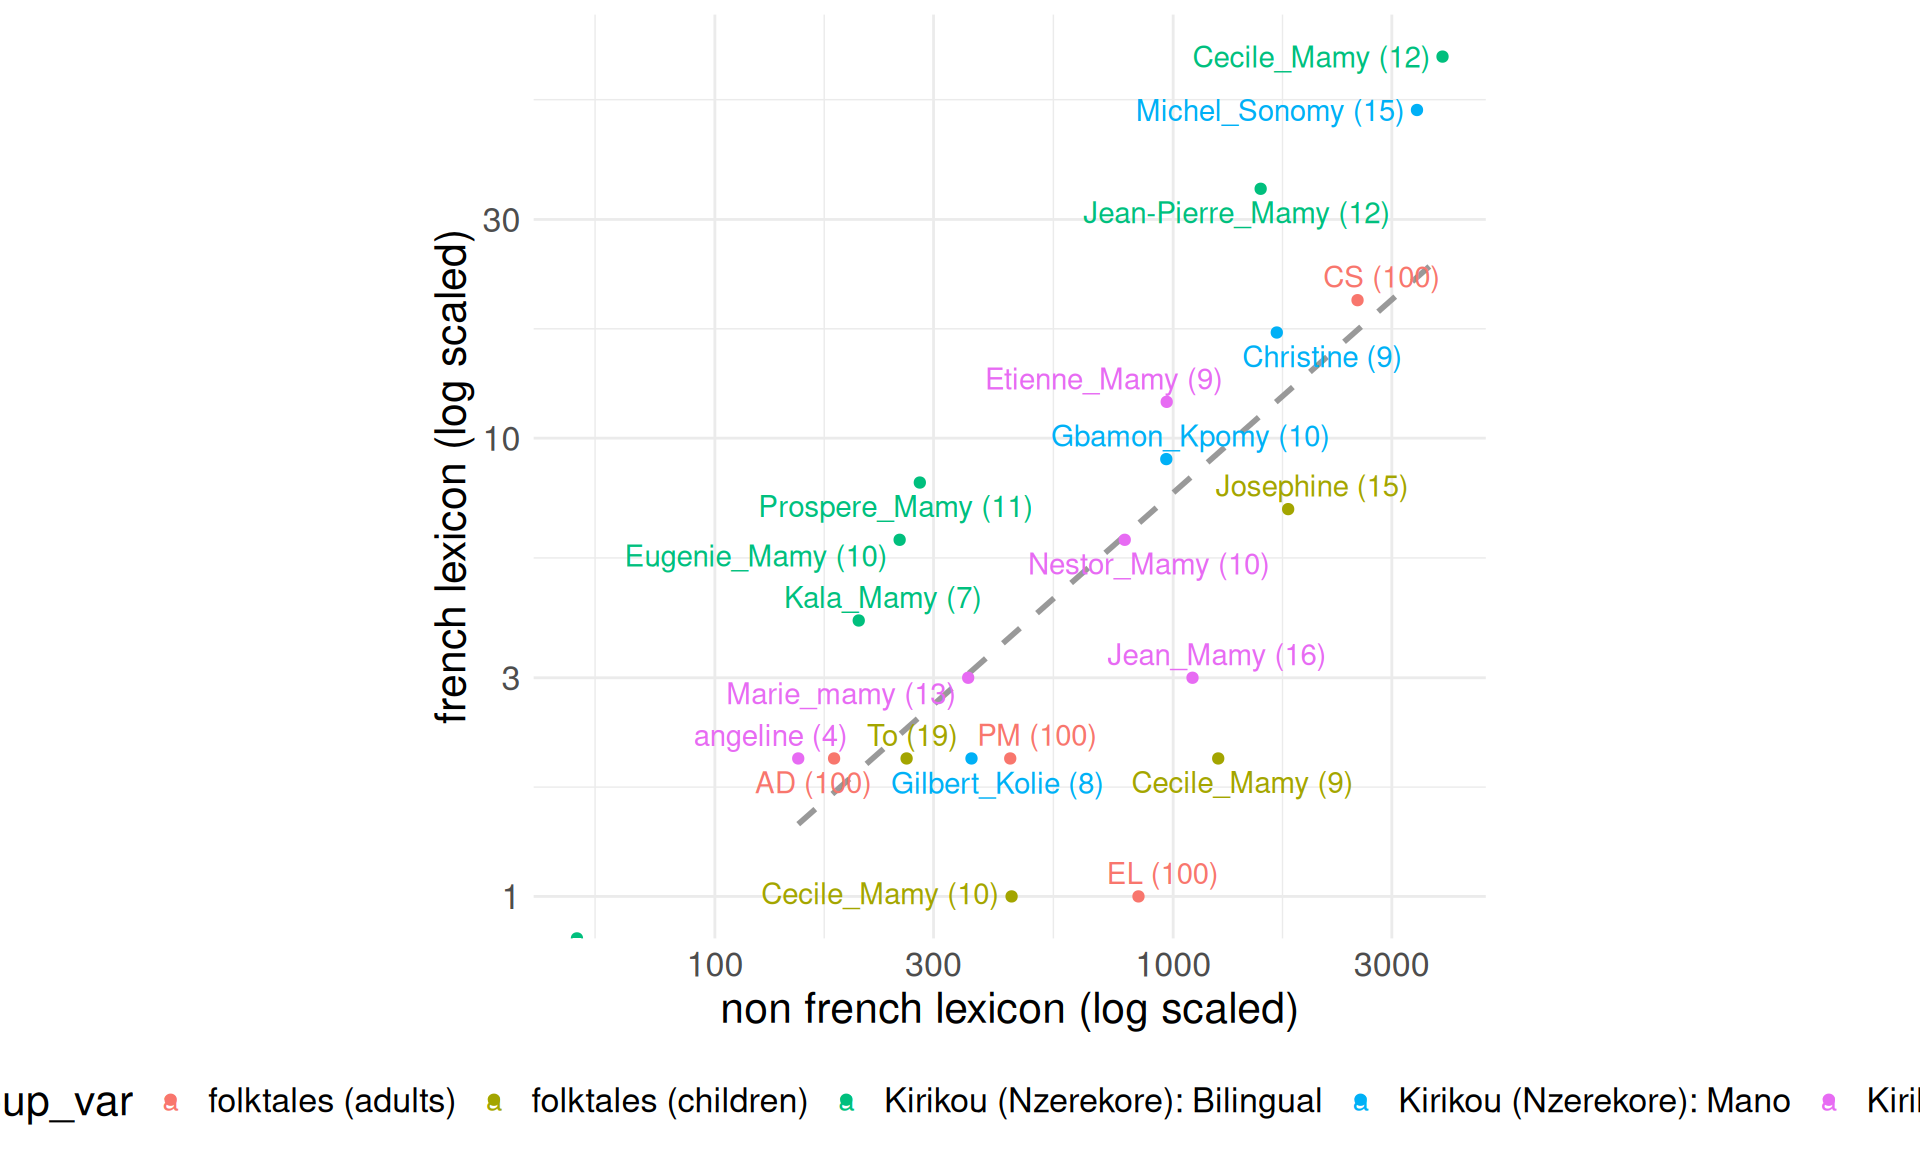 Cecile_Mamy (12)
Michel_Sonomy (15)
Jean-Pierre_Mamy (12)
CS (100)
Christine (9)
Etienne_Mamy (9)
Gbamon_Kpomy (10)
Josephine (15)
Prospere_Mamy (11)
Eugenie_Mamy (10)
Nestor_Mamy (10)
Kala_Mamy (7)
Jean_Mamy (16)
Marie_mamy (13)
angeline (4)
To (19)
PM (100)
AD (100)
Gilbert_Kolie (8)
Cecile_Mamy (9)
EL (100)
Cecile_Mamy (10)
30
10
3
1
french lexicon (log scaled)
100 300 1000 3000
non french lexicon (log scaled)
up_var a folktales (adults) a folktales (children) a Kirikou (Nzerekore): Bilingual a Kirikou (Nzerekore): Mano a Kiri